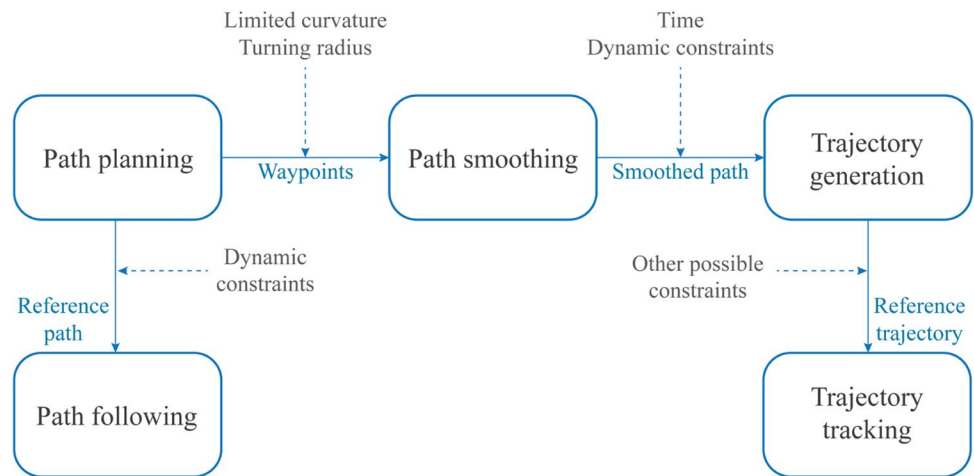 Limited curvature
Turning radius
Time
Dynamic constraints
Path planning
Waypoints
Path smoothing
Smoothed path
Trajectory
generation
Dynamic
constraints
Other possible
constraints
Reference
path
Reference
trajectory
Path following
Trajectory
tracking